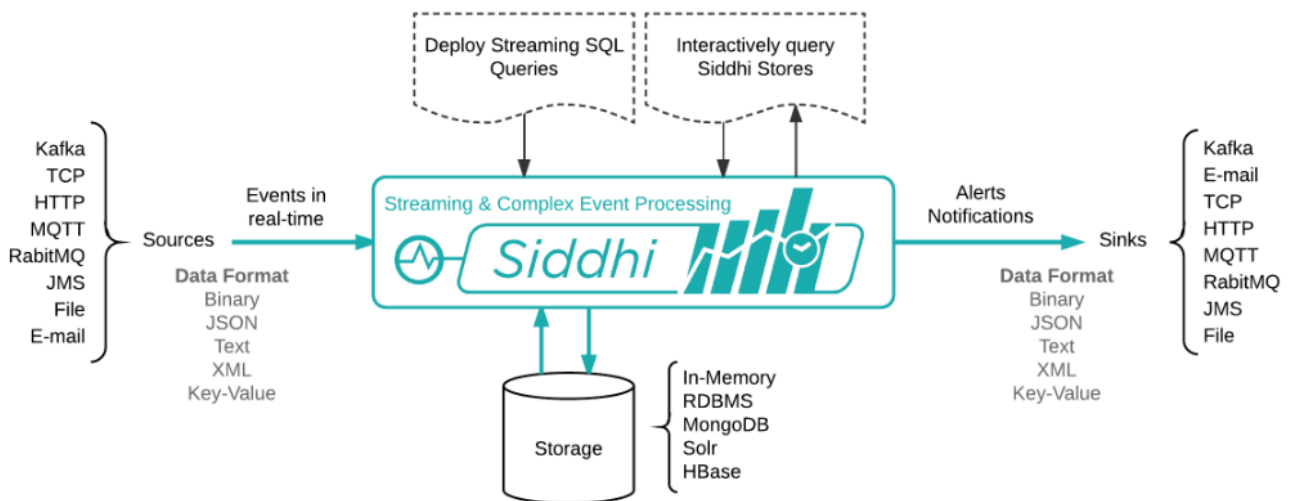 Deploy Streaming SQL
Queries
Interactively query
Siddhi Stores
Kafka
TCP
HTTP
MQTT
RabitMQ
JMS
File
E-mail
Sources
Events in
real-time
Data Format
Binary
JSON
Text
XML
Key-Value
Streaming & Complex Event Processing
Siddhi
Storage
In-Memory
RDBMS
MongoDB
Solr
HBase
Alerts
Notifications
Sinks
Data Format
Binary
JSON
Text
XML
Key-Value
Kafka
E-mail
TCP
HTTP
MQTT
RabitMQ
JMS
File